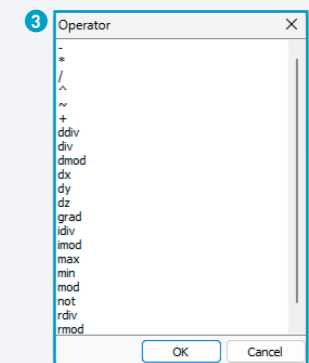 3
Operator
-
*
/
^
~
+
ddiv
div
dmod
dx
dy
dz
grad
idiv
imod
max
min
mod
not
rdiv
rmod
OK
Cancel